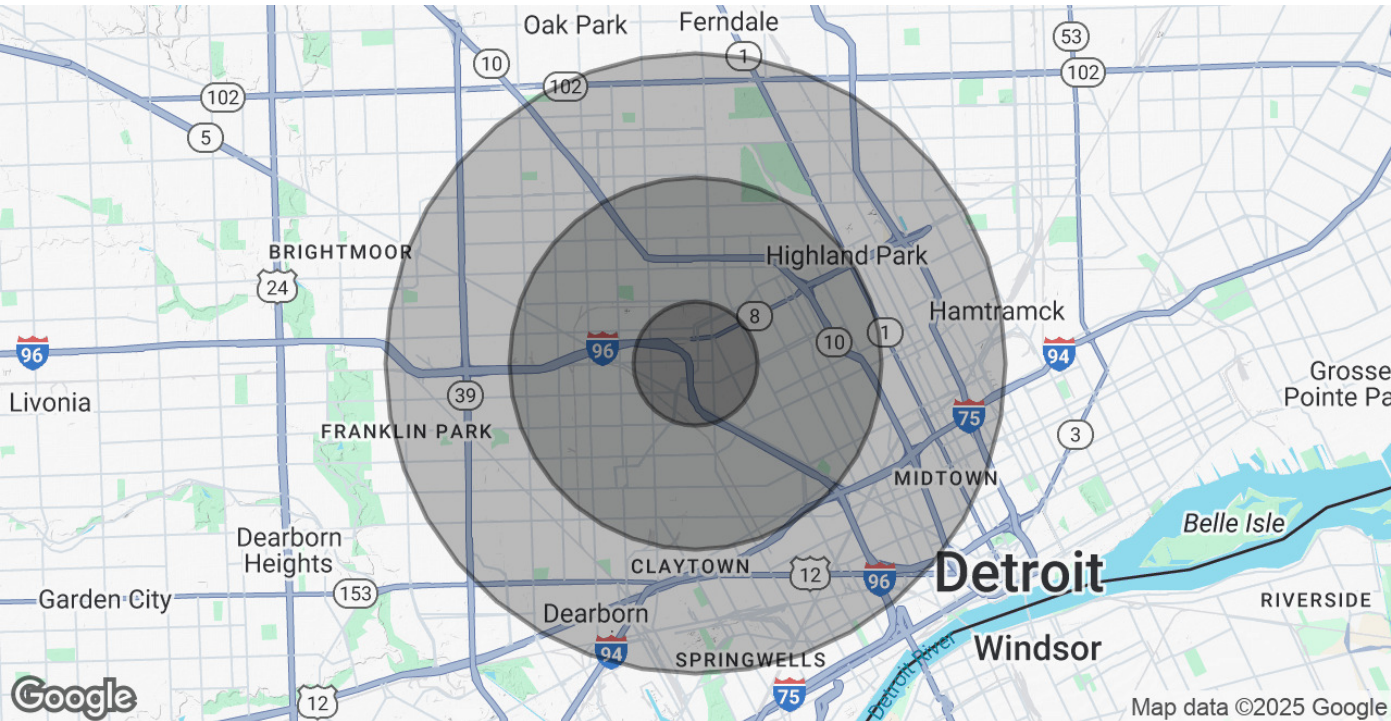 Oak Park
Ferndale
53
1
10
102
102
102
5
BRIGHTMOOR
Highland Park
24
Hamtramck
8
96
96
10
1
94
Livonia
39
Grosse
Pointe Pa
75
FRANKLIN PARK
3
MIDTOWN
Belle Isle
Dearborn
Heights
CLAYTOWN
12
96
Detroit
Garden City
153
RIVERSIDE
Dearborn
94
SPRINGWELLS
Windsor
Detroit River
75
Google
12
Map data ©2025 Google